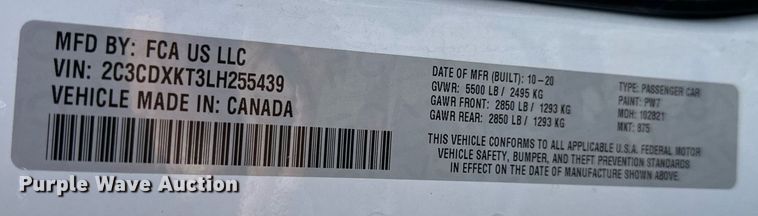 MFD BY: FCA US LLC
VIN: 2C3CDXKT3LH255439
VEHICLE MADE IN: CANADA
DATE OF MFR (BUILT): 10-20
GVWR: 5500 LB / 2495 KG
GAWR FRONT: 2850 LB / 1293 KG
GAWR REAR: 2850 LB / 1293 KG
TYPE: PASSENGER CAR
PAINT: PW7
MDH: 102821
MKT: 875
THIS VEHICLE CONFORMS TO ALL APPLICABLE U.S.A. FEDERAL MOTOR
VEHICLE SAFETY, BUMPER, AND THEFT PREVENTION STANDARDS
IN EFFECT ON THE DATE OF MANUFACTURE SHOWN ABOVE.
Purple Wave Auction